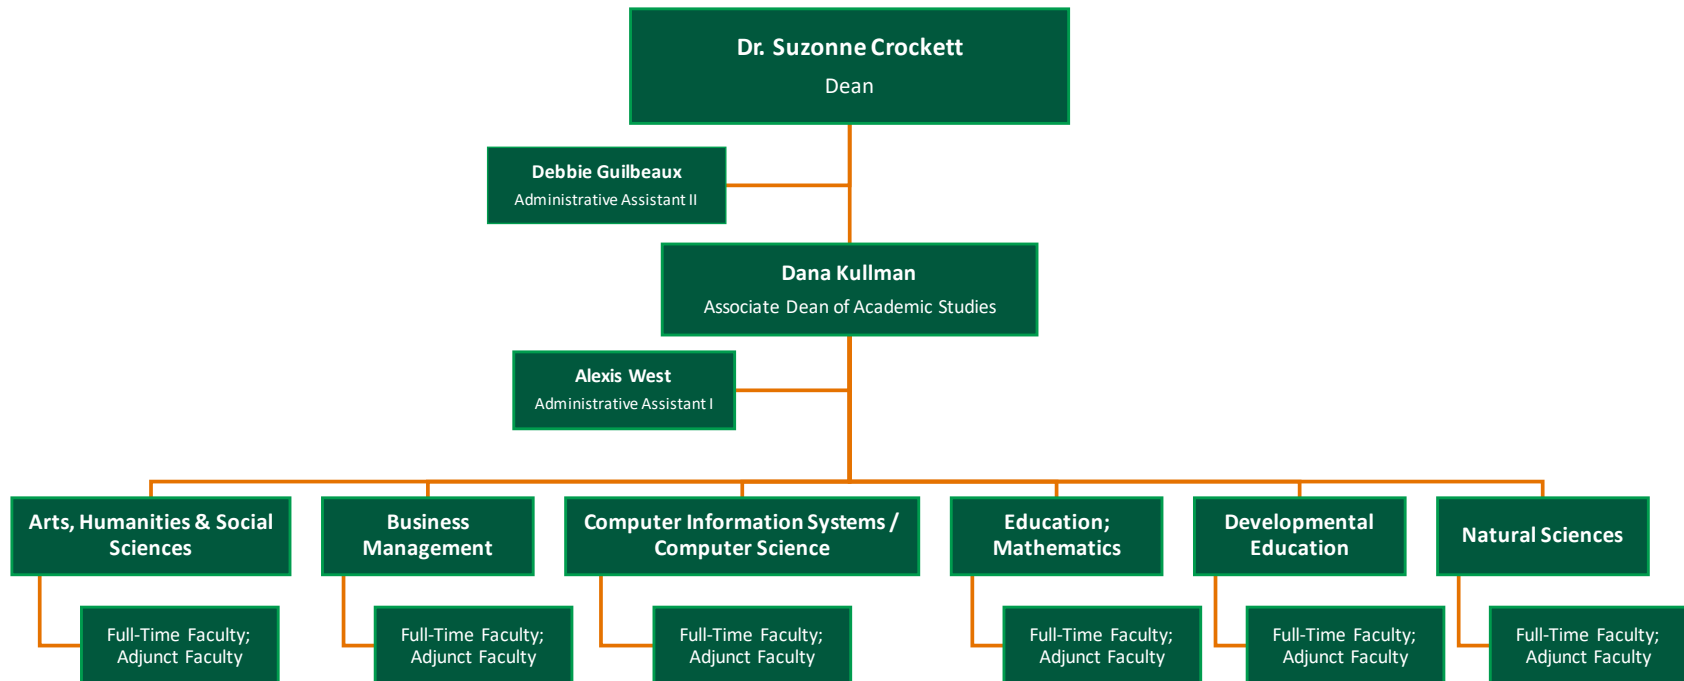 Dr. Suzonne Crockett
Dean
Debbie Guilbeaux
Administrative Assistant II
Dana Kullman
Associate Dean of Academic Studies
Alexis West
Administrative Assistant I
Arts, Humanities & Social
Sciences
Business
Management
Computer Information Systems /
Computer Science
Education;
Mathematics
Developmental
Education
Natural Sciences
Full-Time Faculty;
Adjunct Faculty
Full-Time Faculty;
Adjunct Faculty
Full-Time Faculty;
Adjunct Faculty
Full-Time Faculty;
Adjunct Faculty
Full-Time Faculty;
Adjunct Faculty
Full-Time Faculty;
Adjunct Faculty